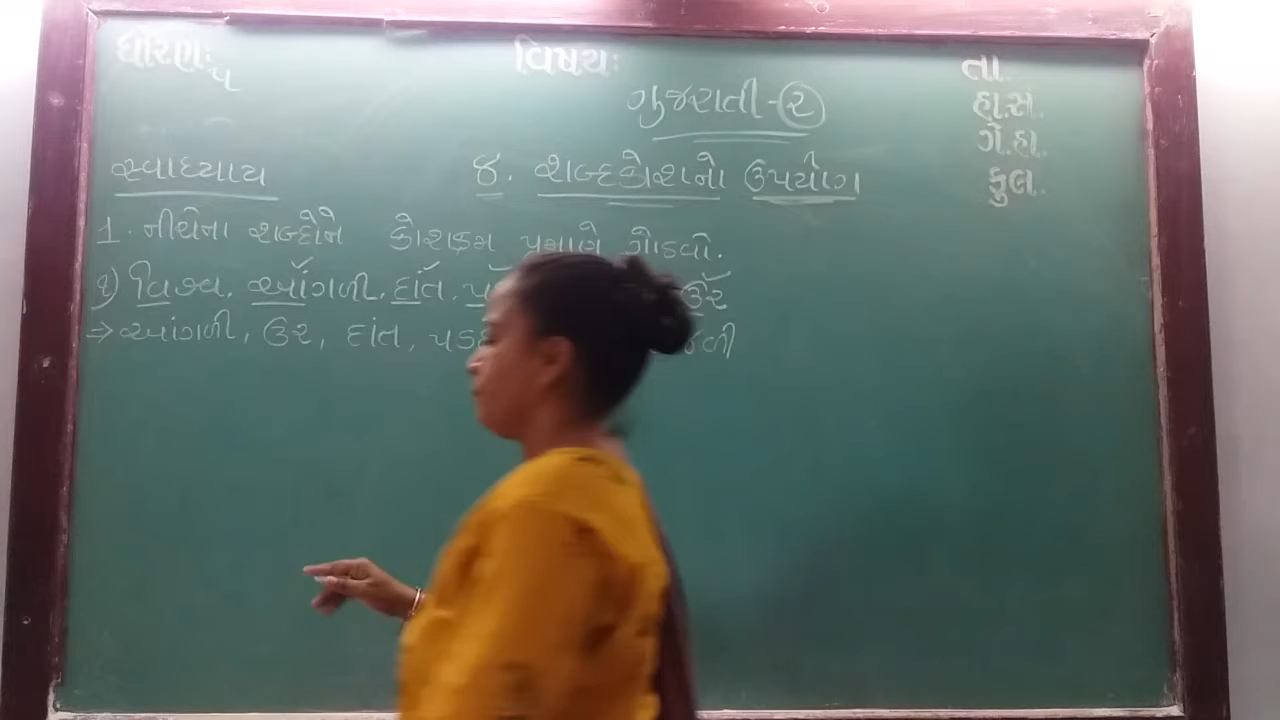 ધોરણઃ ૫
વિષયઃ
ગુજરાતી-૨
તા.
હા.સં.
ગે.હા.
કુલ.
સ્વાધ્યાય
૪. શબ્દકોશનો ઉપયોગ
1. નીચેના શબ્દોને કોશક્રમ પ્રમાણે ગોઠવો.
૧) વિશ્વ, આંગળી, દાંત, ઉર
→ આંગળી, ઉર, દાંત,